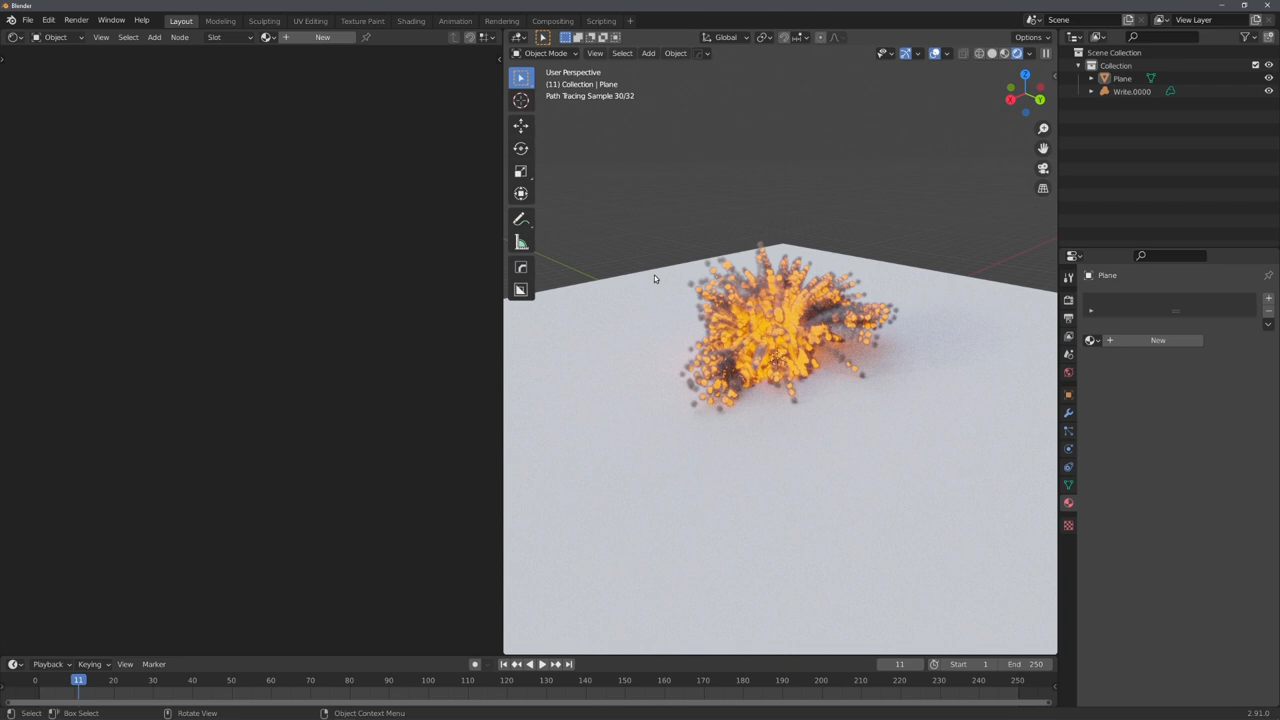 Blender
File Edit Render Window Help Layout Modeling Sculpting UV Editing Texture Paint Shading Animation Rendering Compositing Scripting + Scene View Layer
Object View Select Add Node Slot + New Global Options
Object Mode View Select Add Object
User Perspective
(11) Collection | Plane
Path Tracing Sample 30/32
Z
X
Y
Scene Collection
Collection
Plane
Write.0000
Plane
+ New
Playback Keying View Marker 11 Start 1 End 250
0 11 20 30 40 50 60 70 80 90 100 110 120 130 140 150 160 170 180 190 200 210 220 230 240 250
Select Box Select Rotate View Object Context Menu 2.91.0